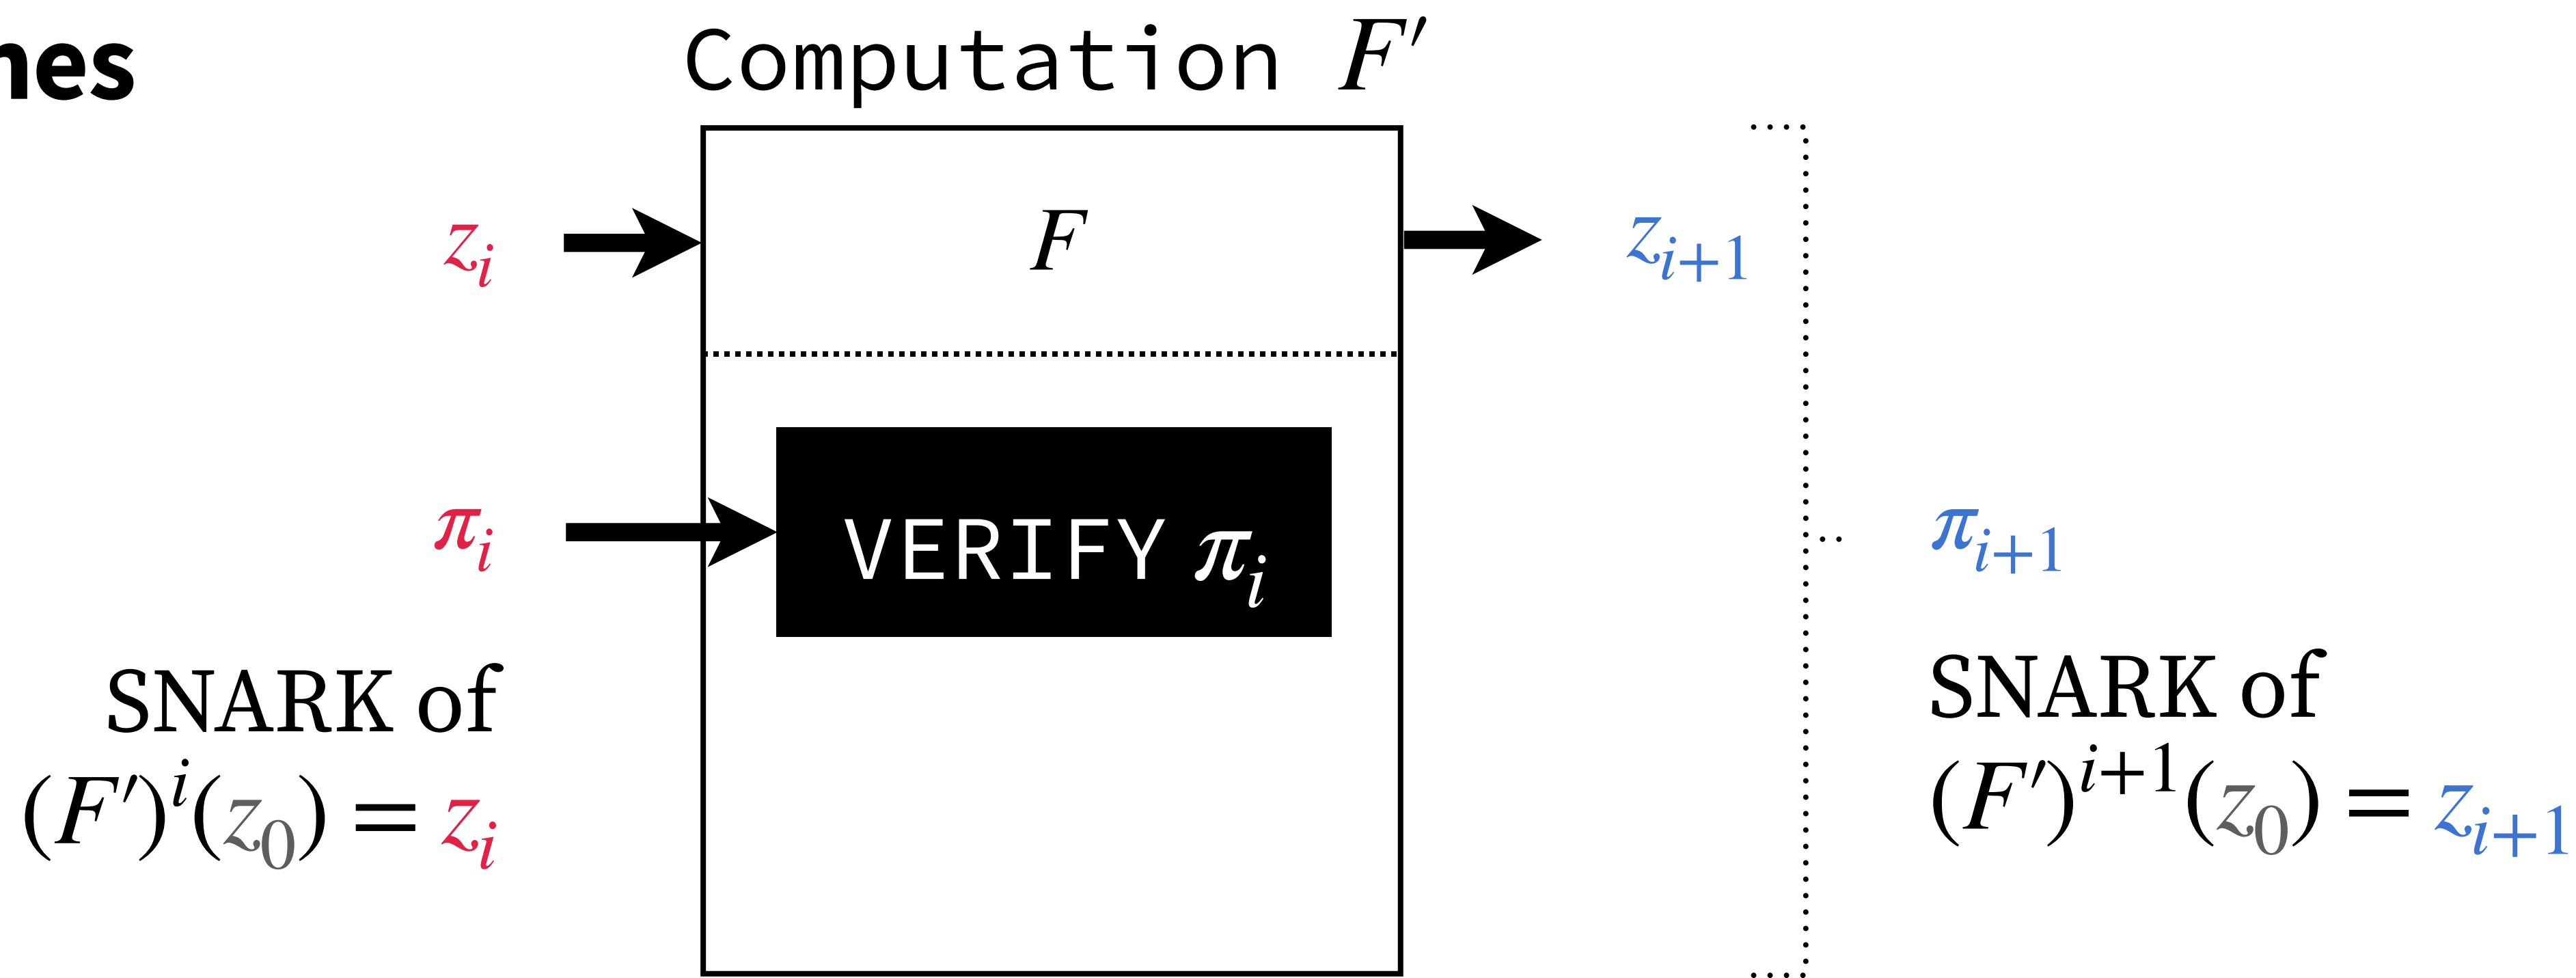 nes
Computation F′
z_i
F
z_{i+1}
π_i
VERIFY π_i
π_{i+1}
SNARK of
(F′)^i(z_0) = z_i
SNARK of
(F′)^{i+1}(z_0) = z_{i+1}